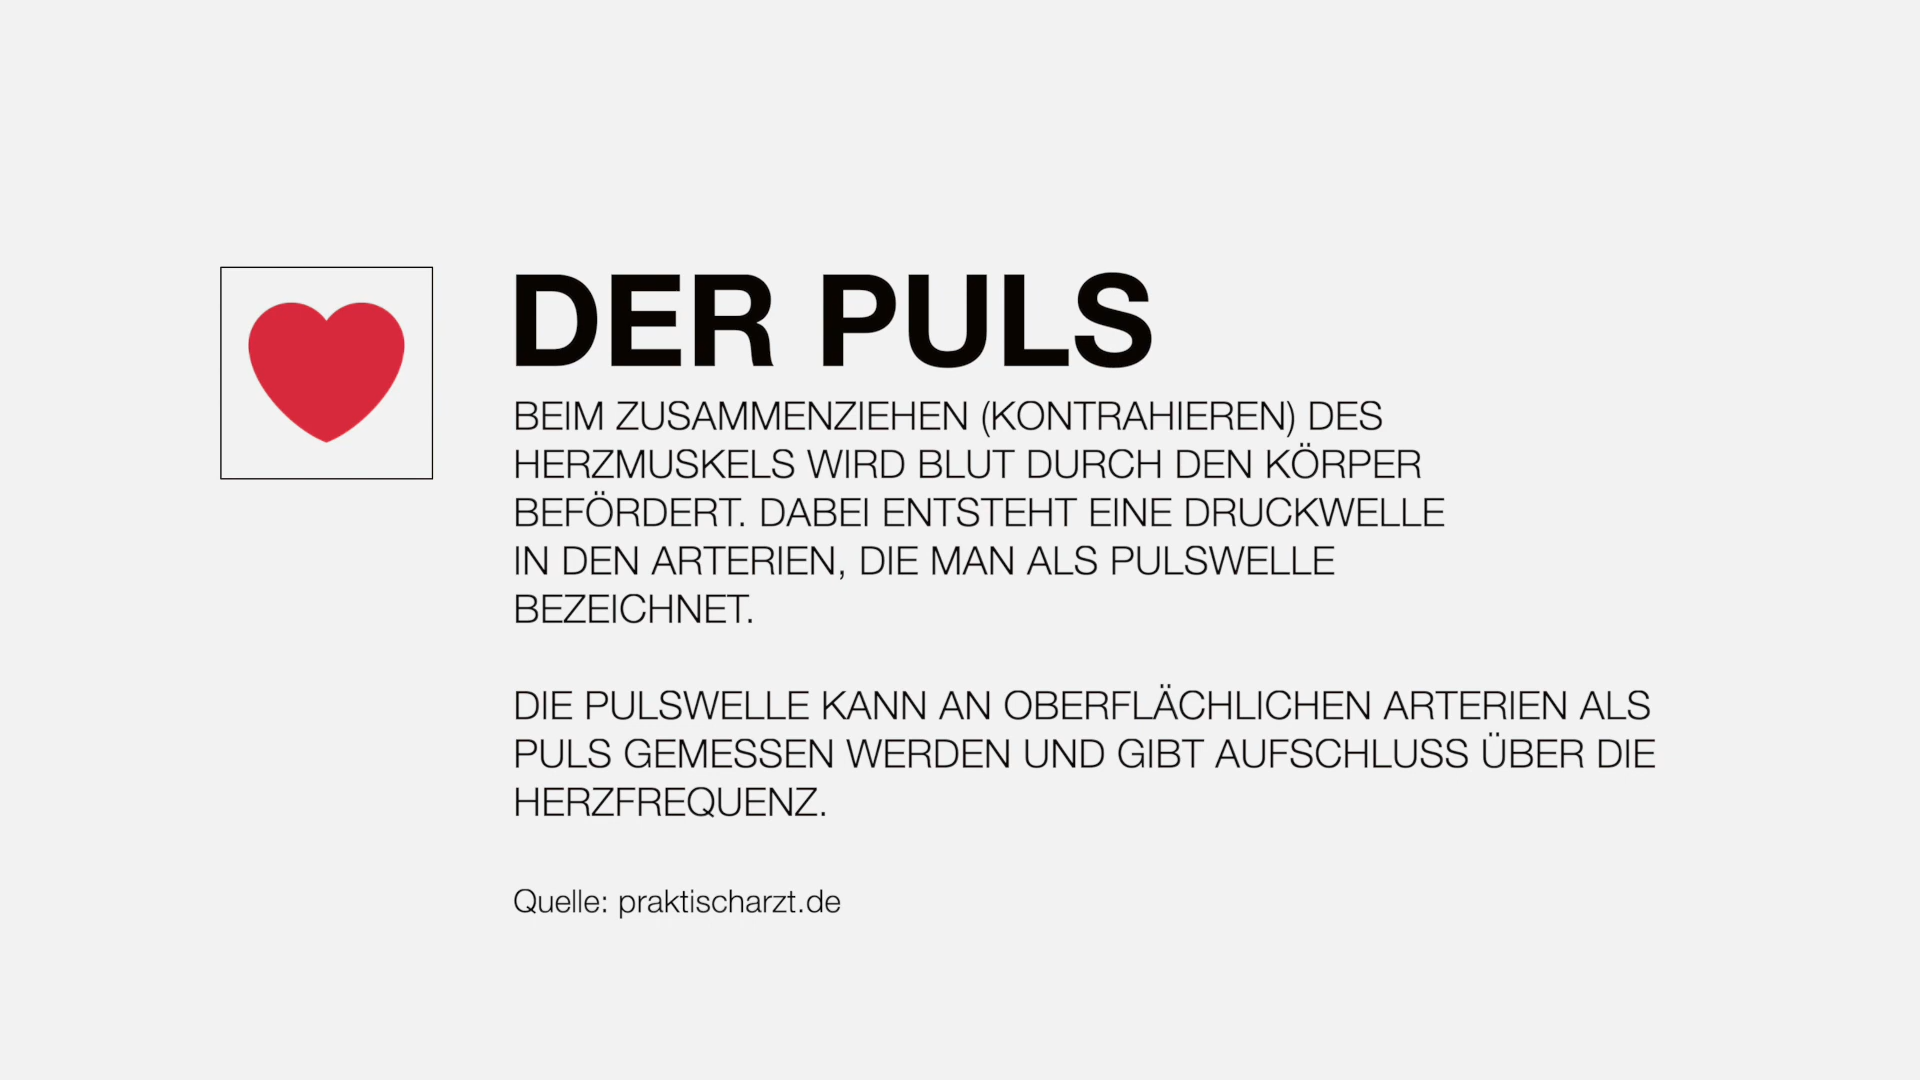 DER PULS
BEIM ZUSAMMENZIEHEN (KONTRAHIEREN) DES
HERZMUSKELS WIRD BLUT DURCH DEN KÖRPER
BEFÖRDERT. DABEI ENTSTEHT EINE DRUCKWELLE
IN DEN ARTERIEN, DIE MAN ALS PULSWELLE
BEZEICHNET.
DIE PULSWELLE KANN AN OBERFLÄCHLICHEN ARTERIEN ALS
PULS GEMESSEN WERDEN UND GIBT AUFSCHLUSS ÜBER DIE
HERZFREQUENZ.
Quelle: praktischarzt.de